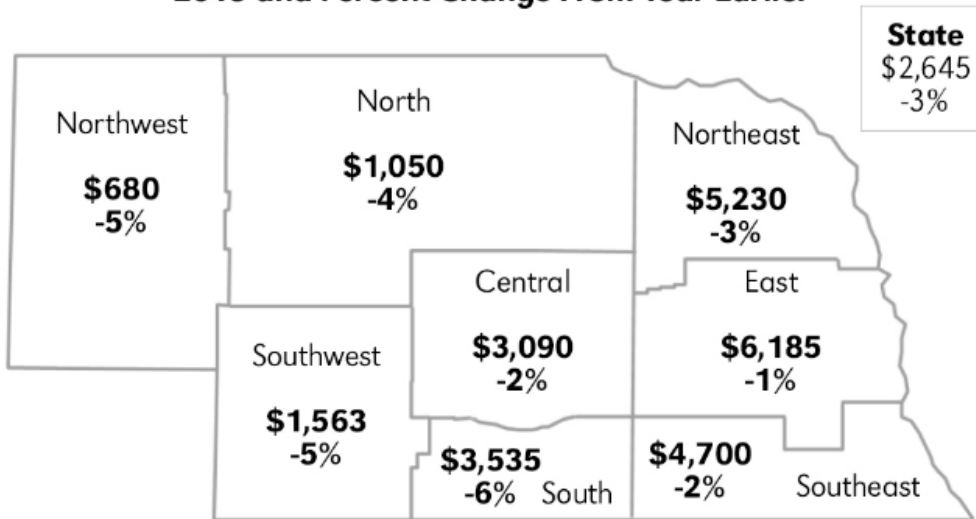 State
$2,645
-3%
North
$1,050
-4%
Northwest
$680
-5%
Northeast
$5,230
-3%
Central
$3,090
-2%
East
$6,185
-1%
Southwest
$1,563
-5%
$3,535
-6% South
$4,700
-2% Southeast